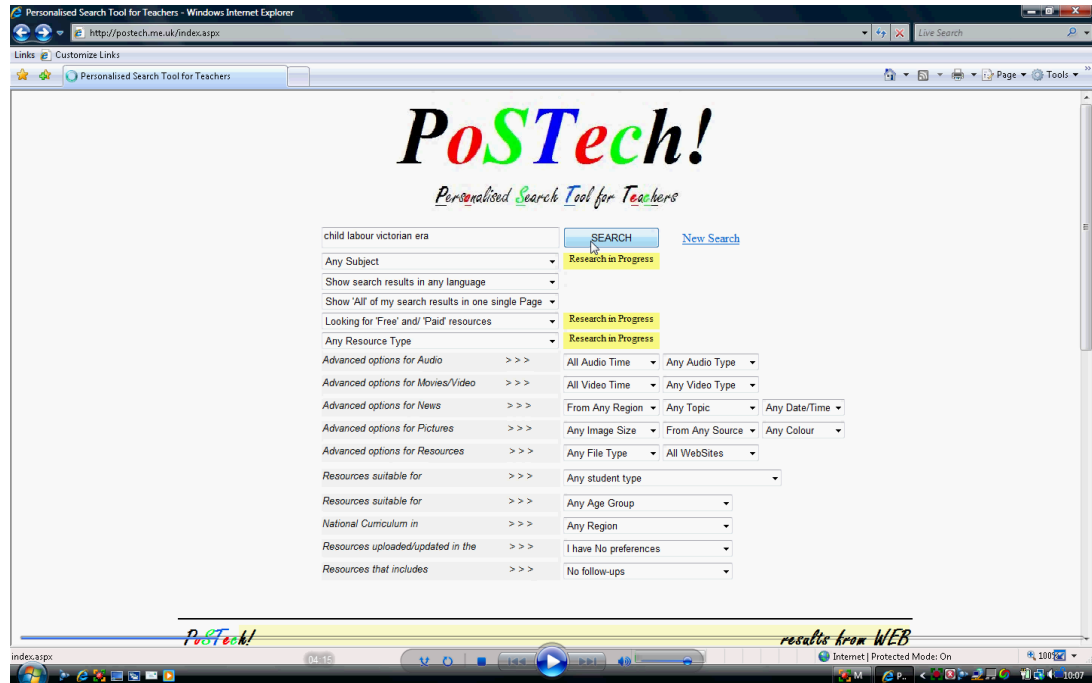 Personalised Search Tool for Teachers - Windows Internet Explorer
http://postech.me.uk/index.aspx
Live Search
Links Customize Links
Personalised Search Tool for Teachers
Page Tools
PoSTech!
Personalised Search Tool for Teachers
child labour victorian era SEARCH New Search
Any Subject Research in Progress
Show search results in any language
Show 'All' of my search results in one single Page
Looking for 'Free' and/ 'Paid' resources Research in Progress
Any Resource Type Research in Progress
Advanced options for Audio >>> All Audio Time Any Audio Type
Advanced options for Movies/Video >>> All Video Time Any Video Type
Advanced options for News >>> From Any Region Any Topic Any Date/Time
Advanced options for Pictures >>> Any Image Size From Any Source Any Colour
Advanced options for Resources >>> Any File Type All WebSites
Resources suitable for >>> Any student type
Resources suitable for >>> Any Age Group
National Curriculum in >>> Any Region
Resources uploaded/updated in the >>> I have No preferences
Resources that includes >>> No follow-ups
PoSTech! results from WEB
index.aspx 04:15 Internet | Protected Mode: On 100%
M P.. 10:07